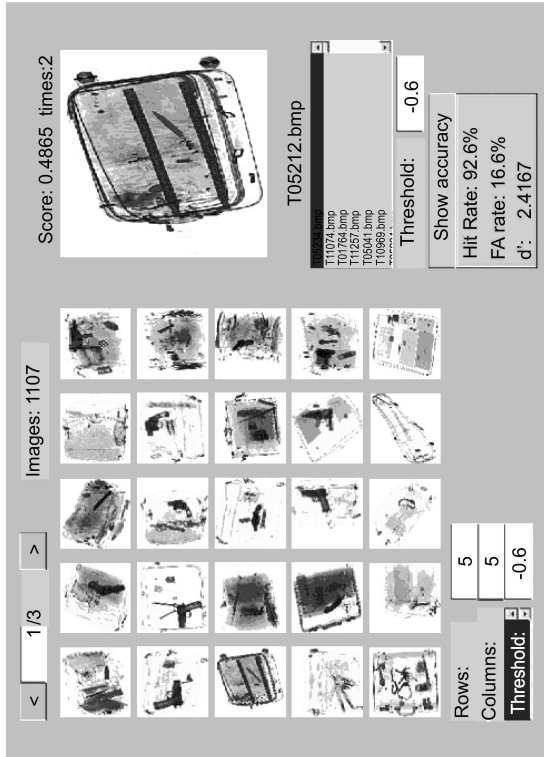 < 1/3 > Images: 1107
Score: 0.4865 times:2
T05212.bmp
T05234.bmp
T11074.bmp
T01764.bmp
T11257.bmp
T05041.bmp
T10969.bmp
Threshold: -0.6
Show accuracy
Hit Rate: 92.6%
FA rate: 16.6%
d': 2.4167
Rows: 5
Columns: 5
Threshold: -0.6